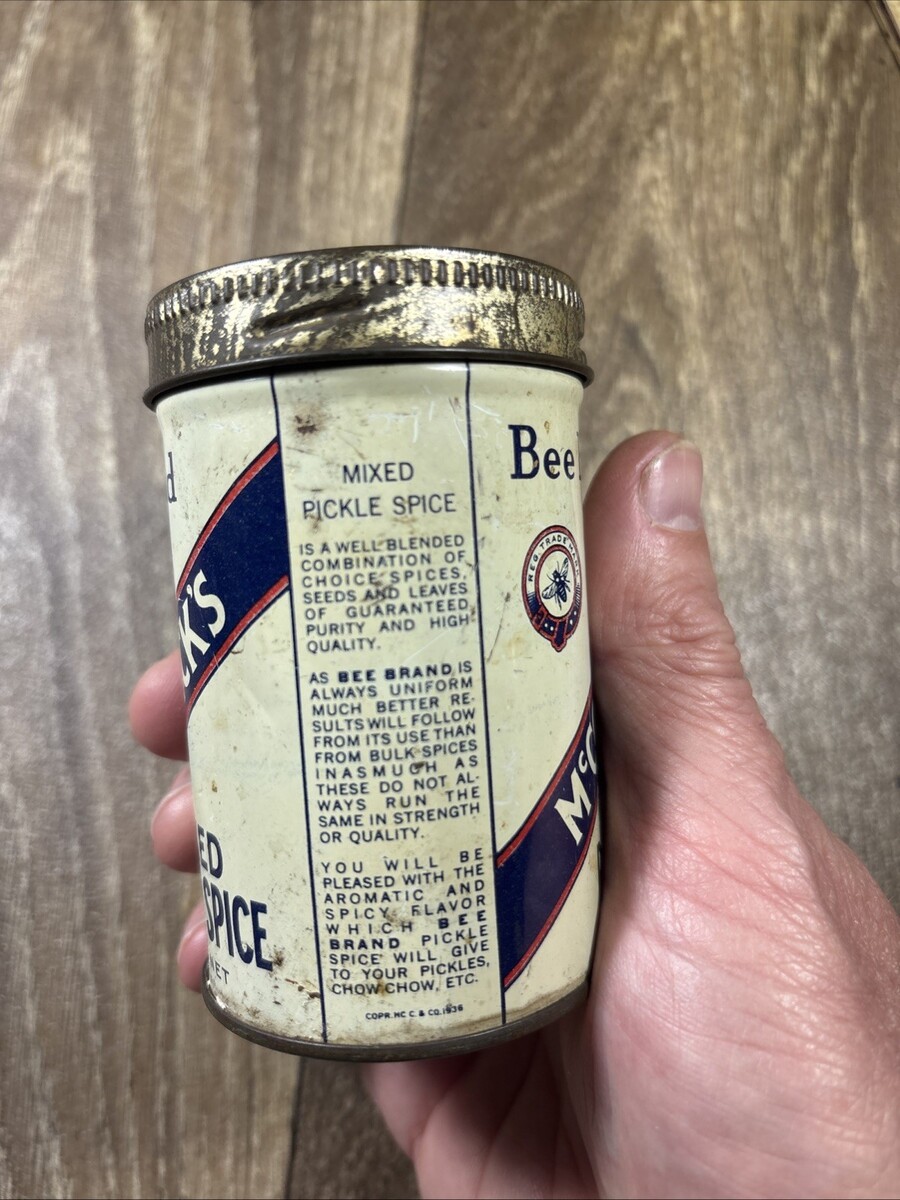 MIXED
PICKLE SPICE
IS A WELL BLENDED
COMBINATION OF
CHOICE SPICES,
SEEDS AND LEAVES
OF GUARANTEED
PURITY AND HIGH
QUALITY.
AS BEE BRAND IS
ALWAYS UNIFORM
MUCH BETTER RE-
SULTS WILL FOLLOW
FROM ITS USE THAN
FROM BULK SPICES
INASMUCH AS
THESE DO NOT AL-
WAYS RUN THE
SAME IN STRENGTH
OR QUALITY.
YOU WILL BE
PLEASED WITH THE
AROMATIC AND
SPICY FLAVOR
WHICH BEE
BRAND PICKLE
SPICE WILL GIVE
TO YOUR PICKLES,
CHOW CHOW, ETC.
COPR. MC C. & CO. 1936
d
CK'S
ED
SPICE
NET
Bee
REG. TRADE MARK
McC